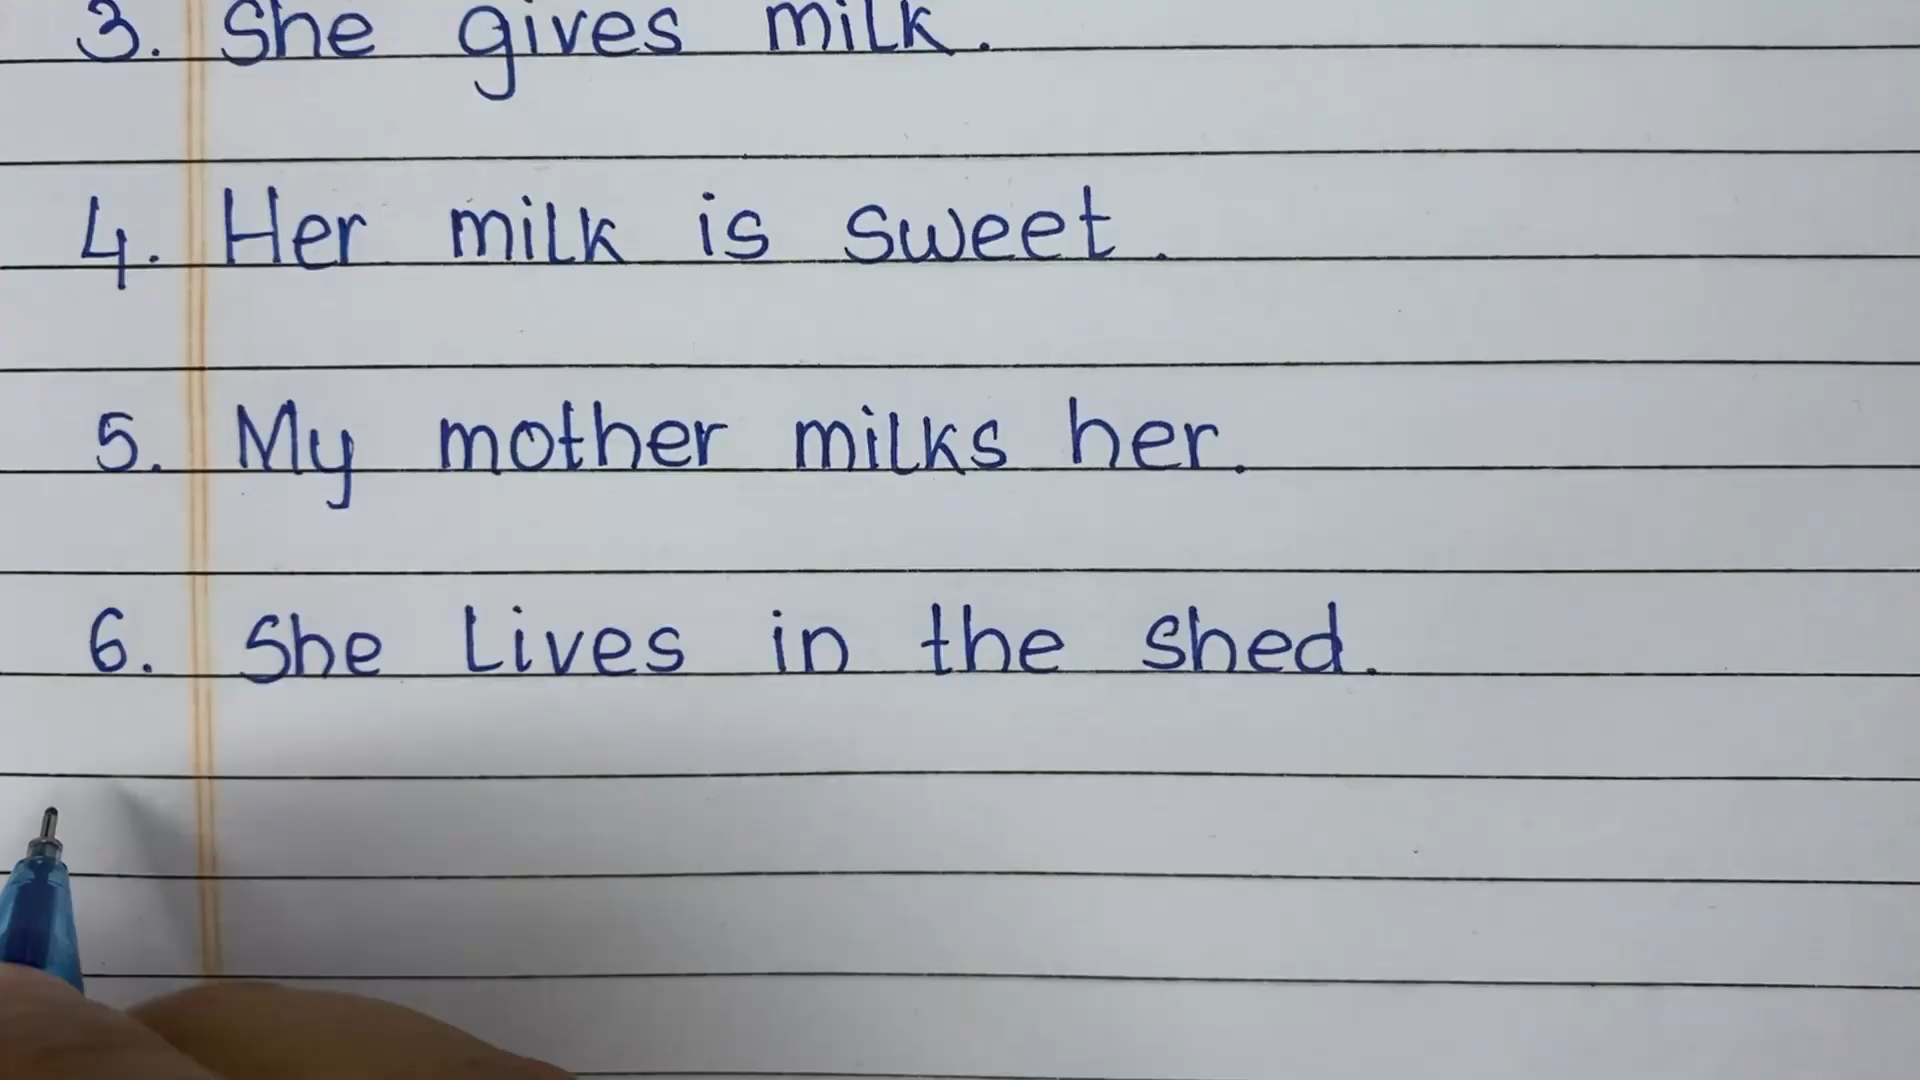 3. She gives milk.
4. Her milk is sweet.
5. My mother milks her.
6. She Lives in the shed.